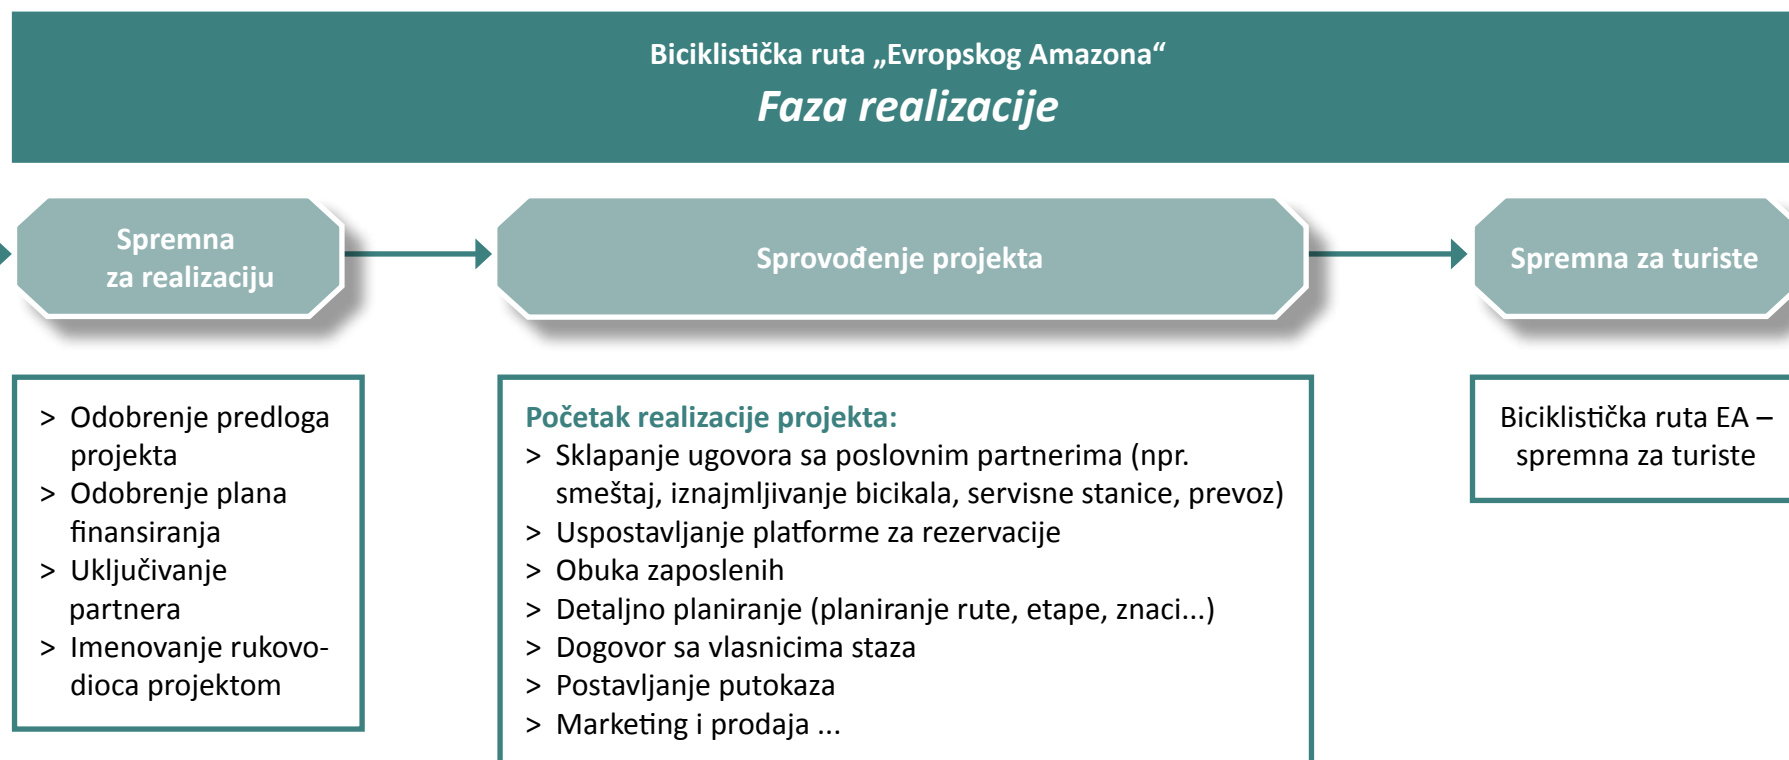 Biciklistička ruta „Evropskog Amazona“
Faza realizacije
Spremna
za realizaciju
Sprovođenje projekta
Spremna za turiste
> Odobrenje predloga
projekta
> Odobrenje plana
finansiranja
> Uključivanje
partnera
> Imenovanje rukovo-
dioca projektom
Početak realizacije projekta:
> Sklapanje ugovora sa poslovnim partnerima (npr.
smeštaj, iznajmljivanje bicikala, servisne stanice, prevoz)
> Uspostavljanje platforme za rezervacije
> Obuka zaposlenih
> Detaljno planiranje (planiranje rute, etape, znaci...)
> Dogovor sa vlasnicima staza
> Postavljanje putokaza
> Marketing i prodaja ...
Biciklistička ruta EA –
spremna za turiste